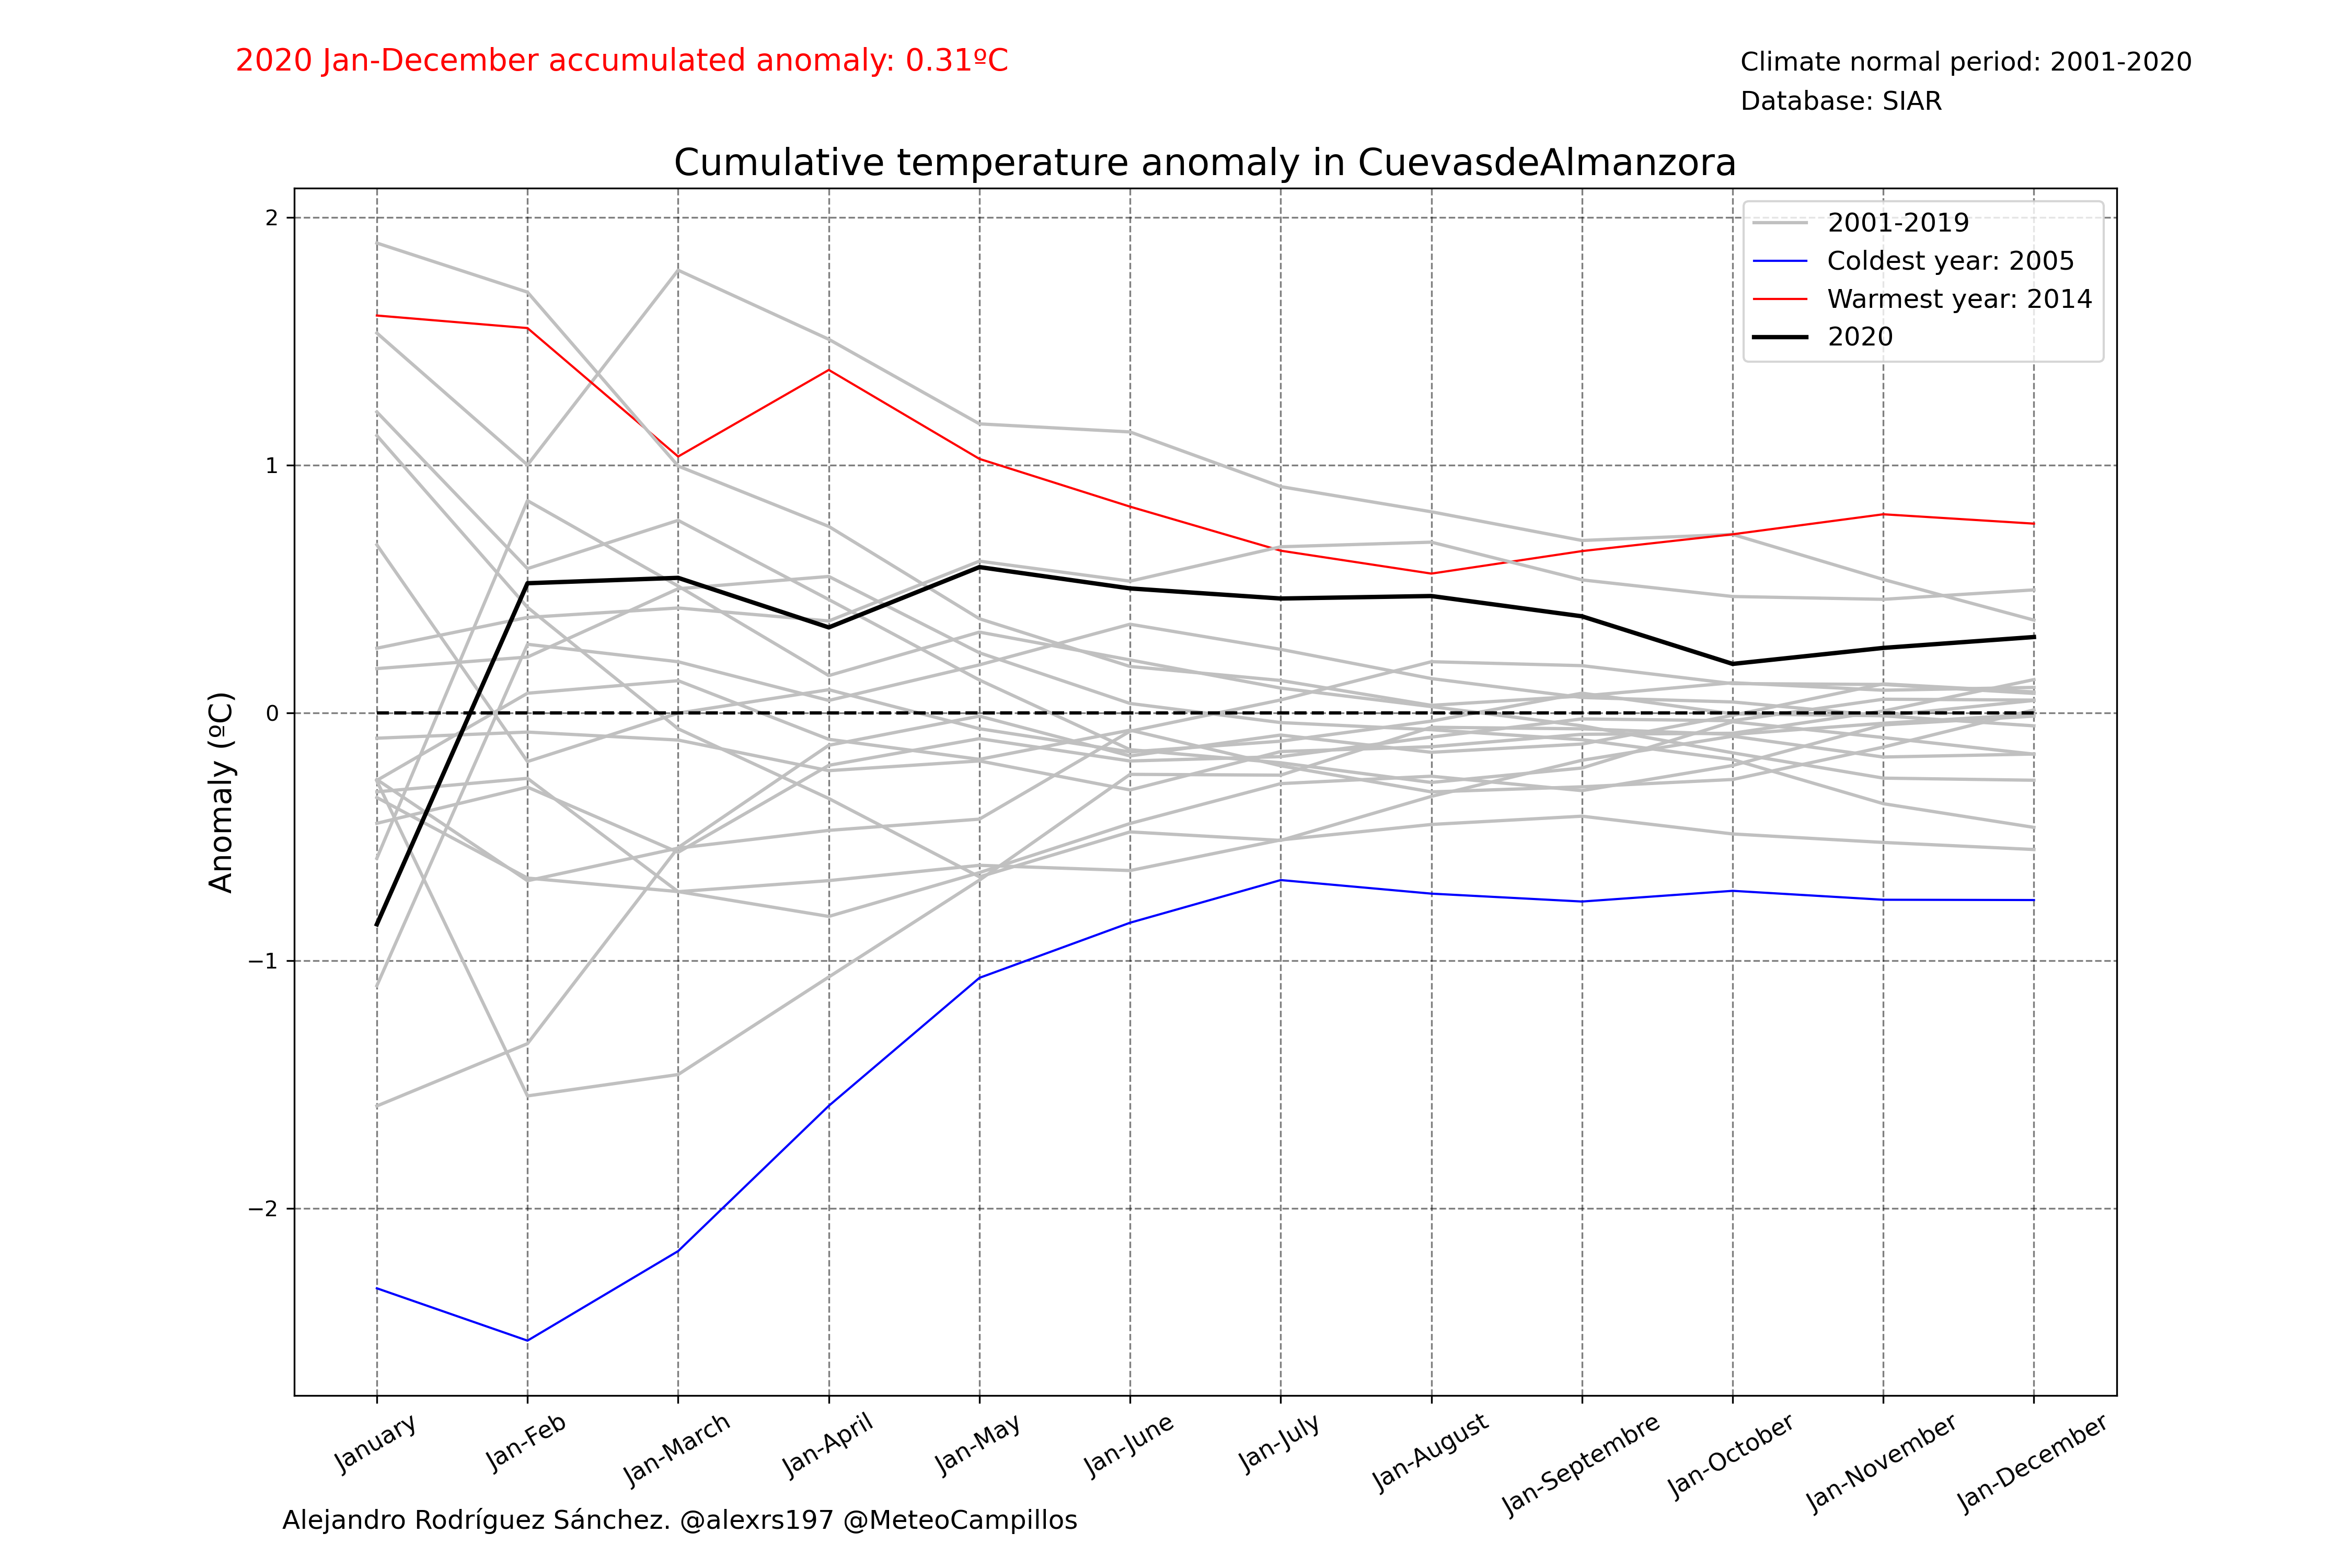 2020 Jan-December accumulated anomaly: 0.31ºC
Climate normal period: 2001-2020
Database: SIAR
Cumulative temperature anomaly in CuevasdeAlmanzora
2001-2019
Coldest year: 2005
Warmest year: 2014
2020
Anomaly (ºC)
2
1
0
−1
−2
January
Jan-Feb
Jan-March
Jan-April
Jan-May
Jan-June
Jan-July
Jan-August
Jan-Septembre
Jan-October
Jan-November
Jan-December
Alejandro Rodríguez Sánchez. @alexrs197 @MeteoCampillos